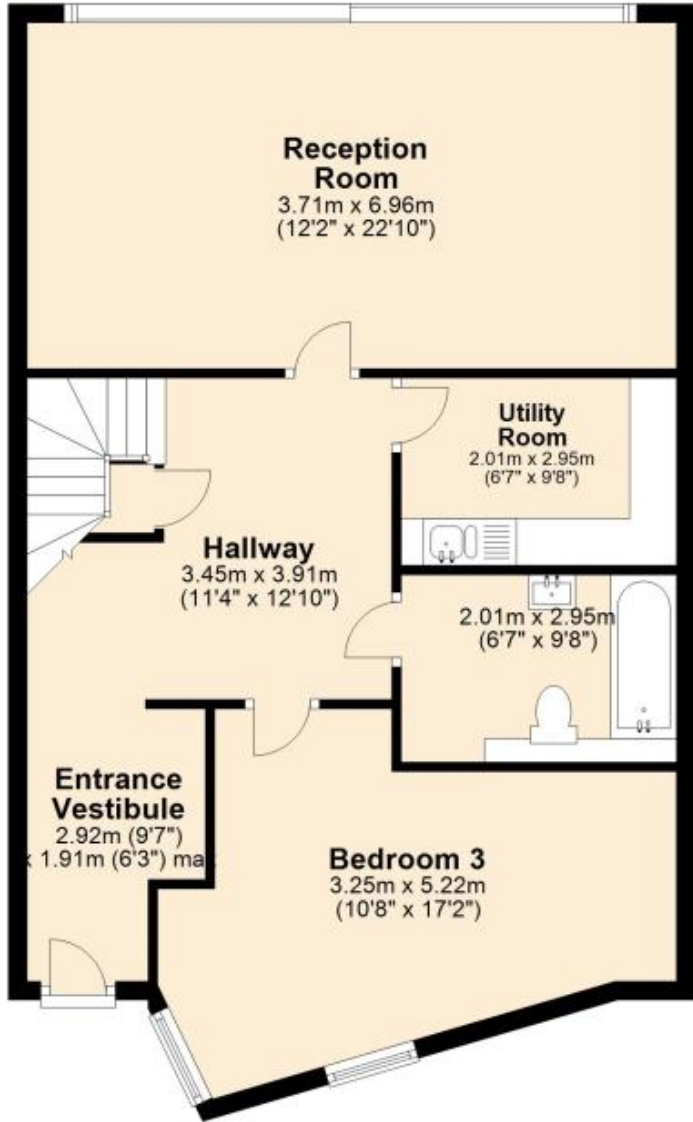 Reception
Room
3.71m x 6.96m
(12'2" x 22'10")
Utility
Room
2.01m x 2.95m
(6'7" x 9'8")
Hallway
3.45m x 3.91m
(11'4" x 12'10")
2.01m x 2.95m
(6'7" x 9'8")
Entrance
Vestibule
2.92m (9'7")
x 1.91m (6'3") ma
Bedroom 3
3.25m x 5.22m
(10'8" x 17'2")